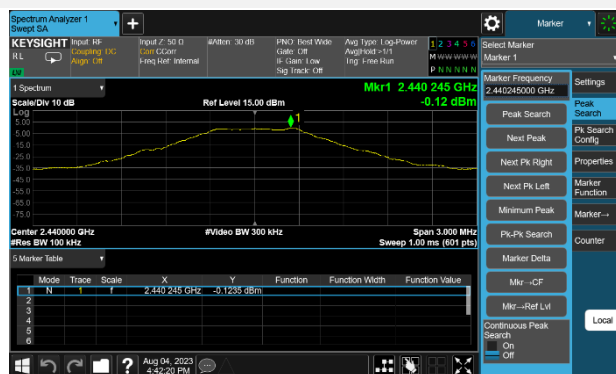 Spectrum Analyzer 1
Swept SA
Marker
KEYSIGHT Input: RF
R L Coupling: DC
Align: Off
Input Z: 50 Ω
Corr CCorr
Freq Ref: Internal
#Atten: 30 dB
PNO: Best Wide
Gate: Off
IF Gain: Low
Sig Track: Off
Avg Type: Log-Power
Avg|Hold:>1/1
Trig: Free Run
1 2 3 4 5 6
M W W W W W
P N N N N N
LW
1 Spectrum
Scale/Div 10 dB
Log
Ref Level 15.00 dBm
Mkr1 2.440 245 GHz
-0.12 dBm
5.00
-5.00
-15.0
-25.0
-35.0
-45.0
-55.0
-65.0
-75.0
1
Center 2.440000 GHz
#Res BW 100 kHz
#Video BW 300 kHz
Span 3.000 MHz
Sweep 1.00 ms (601 pts)
5 Marker Table
Mode Trace Scale X Y Function Function Width Function Value
1 N 1 f 2.440 245 GHz -0.1235 dBm
2
3
4
5
6
Aug 04, 2023
4:42:20 PM
Select Marker
Marker 1
Marker Frequency
2.440245000 GHz
Peak Search
Next Peak
Next Pk Right
Next Pk Left
Minimum Peak
Pk-Pk Search
Marker Delta
Mkr→CF
Mkr→Ref Lvl
Continuous Peak
Search
On
Off
Settings
Peak
Search
Pk Search
Config
Properties
Marker
Function
Marker→
Counter
Local